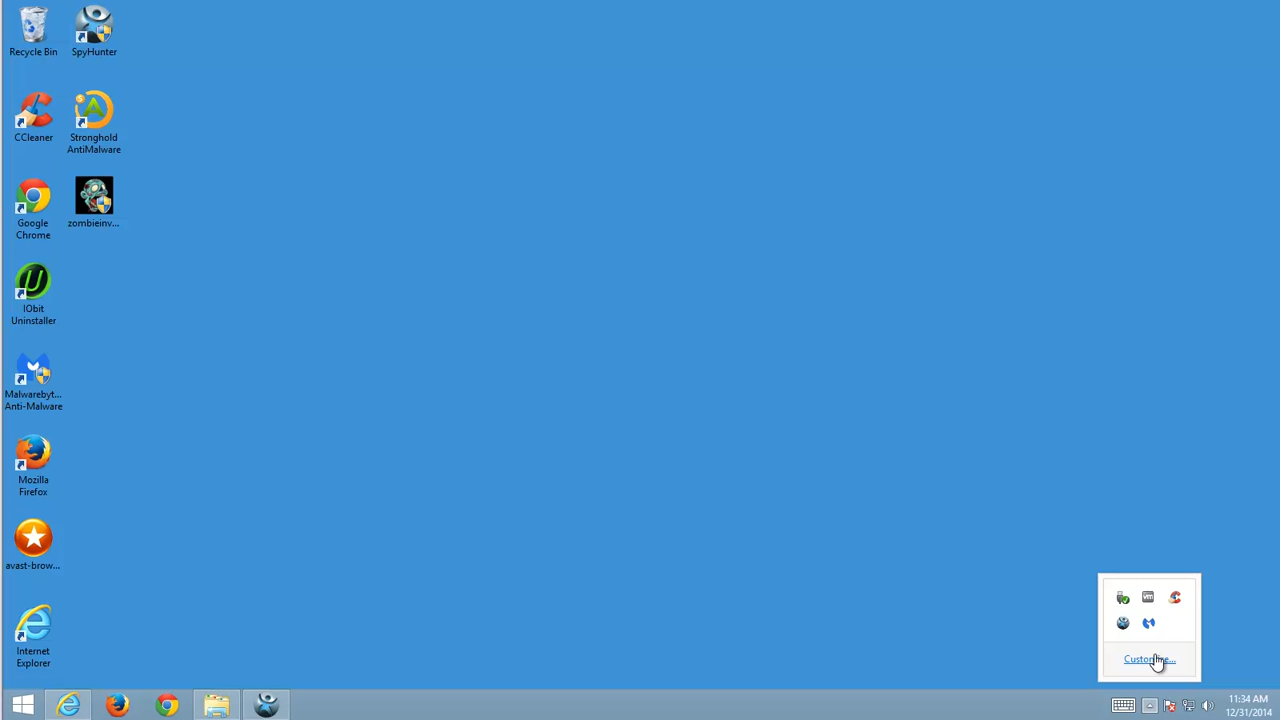 Recycle Bin
SpyHunter
CCleaner
Stronghold
AntiMalware
Google
Chrome
zombieinv...
IObit
Uninstaller
Malwarebyt...
Anti-Malware
Mozilla
Firefox
avast-brow...
Internet
Explorer
Customize...
11:34 AM
12/31/2014